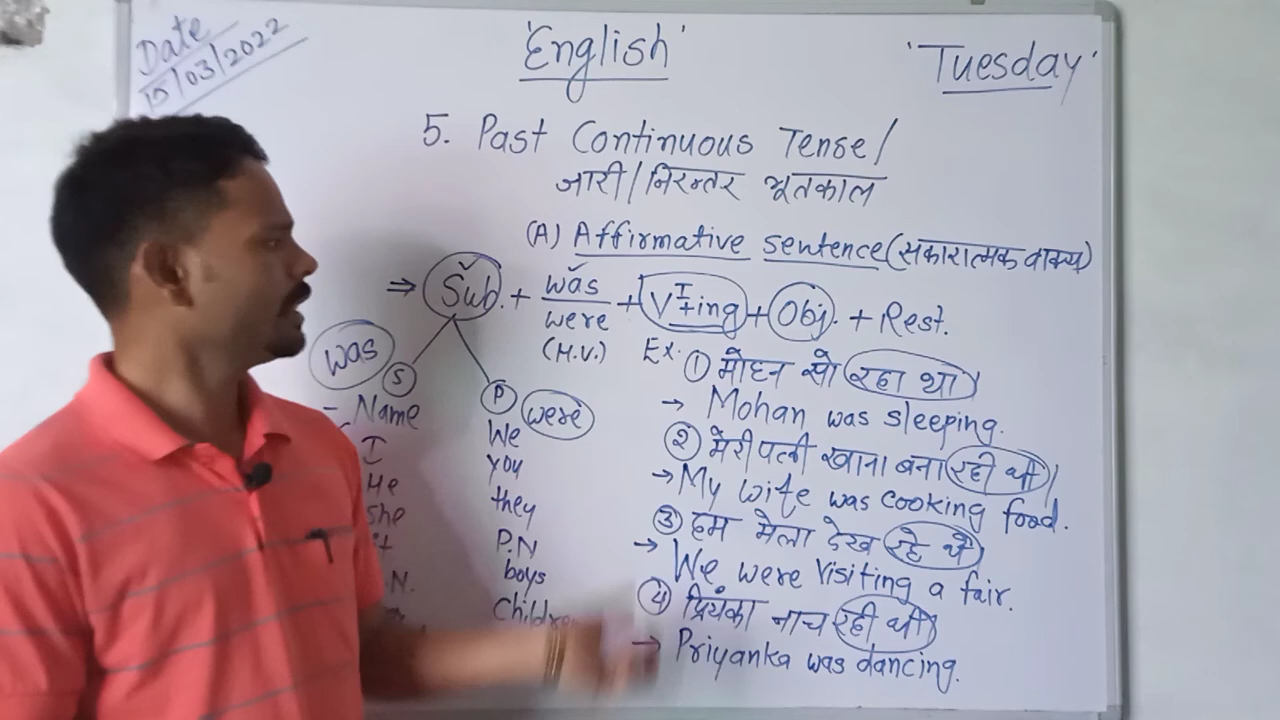 Date
15/03/2022
'English'
'Tuesday'
5. Past Continuous Tense/
जारी/निरन्तर भूतकाल
(A) Affirmative sentence (सकारात्मक वाक्य)
⇒ Sub. + was/were + V I+ing + Obj. + Rest.
(H.V.)
was
S
- Name
I
He
She
P
were
We
you
they
P.N
boys
Children
Ex. ① मोहन सो रहा था।
→ Mohan was sleeping.
② मेरी पत्नी खाना बना रही थी।
→ My wife was cooking food.
③ हम मेला देख रहे थे।
→ We were visiting a fair.
④ प्रियंका नाच रही थी।
→ Priyanka was dancing.